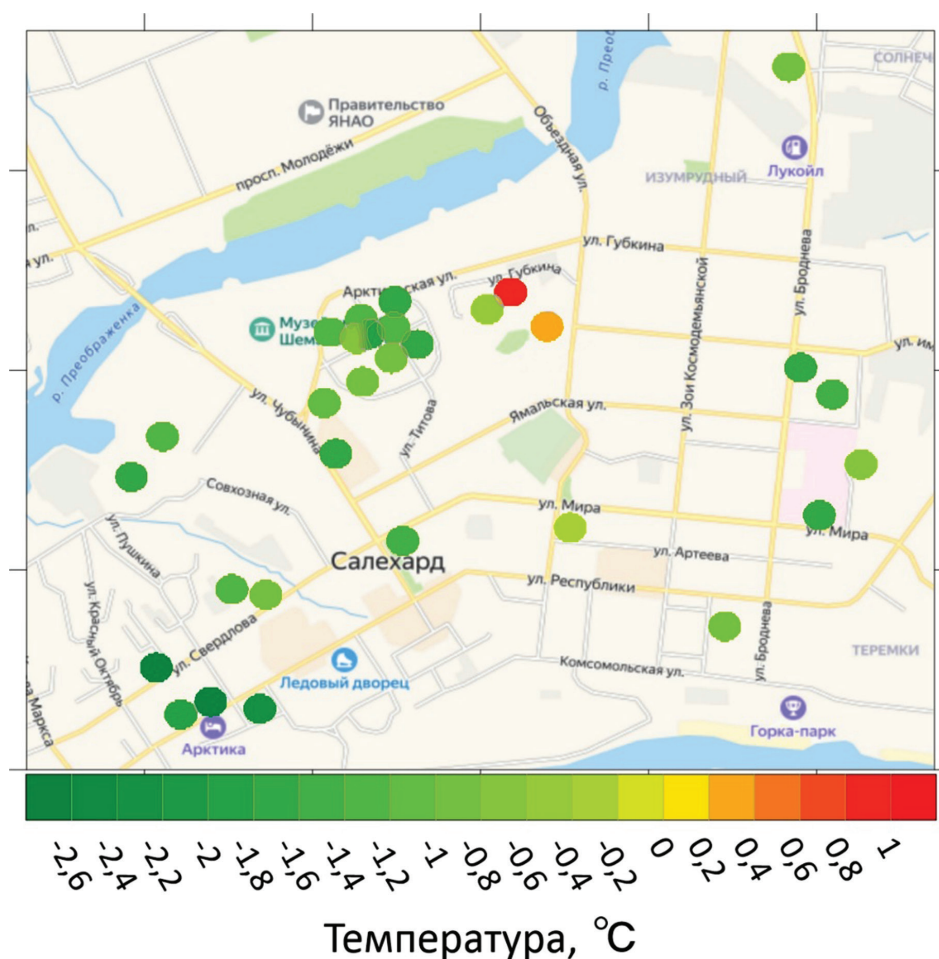 р. Преоб
СОЛНЕЧ
Правительство
ЯНАО
Объездная ул.
просп. Молодёжи
Лукойл
ИЗУМРУДНЫЙ
ул.
ул. Губкина
ул. Губкина
ул. Бродне­ва
Арктическая ул.
ул. Зои Космодемьянской
Музе
Шем
ул. им
р. Преображенка
ул. Чубынина
ул. Титова
Ямальская ул.
Совхозная ул.
ул. Мира
ул. Мира
ул. Пушкина
Салехард
ул. Артеева
ул. Республики
ул. Красный Октябрь
ул. Свердлова
ул. Броднева
ТЕРЕМКИ
Комсомольская ул.
Ледовый дворец
Маркса
Горка-парк
Арктика
-2,6 -2,4 -2,2 -2 -1,8 -1,6 -1,4 -1,2 -1 -0,8 -0,6 -0,4 -0,2 0 0,2 0,4 0,6 0,8 1
Температура, °С